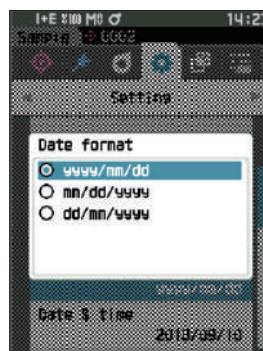 I+E %100 M0 14:2
Sample 0002
Setting
Date format
yyyy/mm/dd
mm/dd/yyyy
dd/mm/yyyy
yyyy/mm/dd
Date & time
2013/09/10